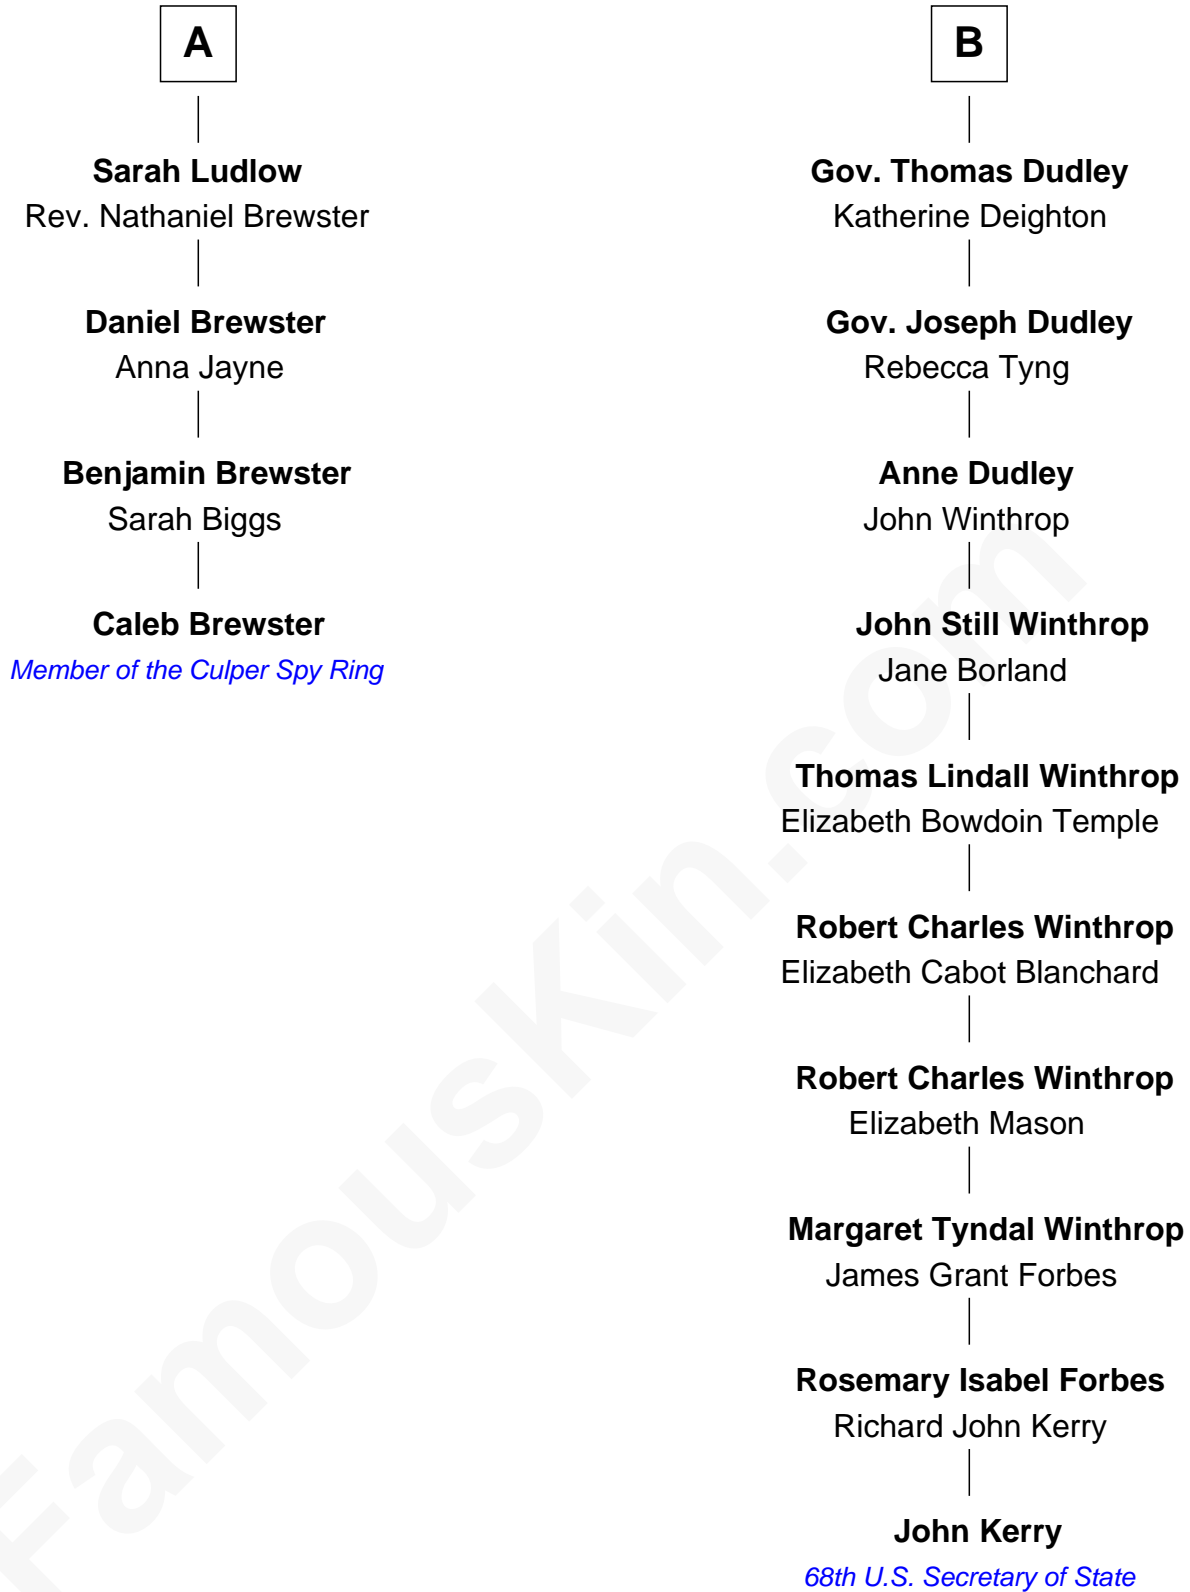 A
Sarah Ludlow
Rev. Nathaniel Brewster
Daniel Brewster
Anna Jayne
Benjamin Brewster
Sarah Biggs
Caleb Brewster
Member of the Culper Spy Ring
B
Gov. Thomas Dudley
Katherine Deighton
Gov. Joseph Dudley
Rebecca Tyng
Anne Dudley
John Winthrop
John Still Winthrop
Jane Borland
Thomas Lindall Winthrop
Elizabeth Bowdoin Temple
Robert Charles Winthrop
Elizabeth Cabot Blanchard
Robert Charles Winthrop
Elizabeth Mason
Margaret Tyndal Winthrop
James Grant Forbes
Rosemary Isabel Forbes
Richard John Kerry
John Kerry
68th U.S. Secretary of State
FamousKin.com